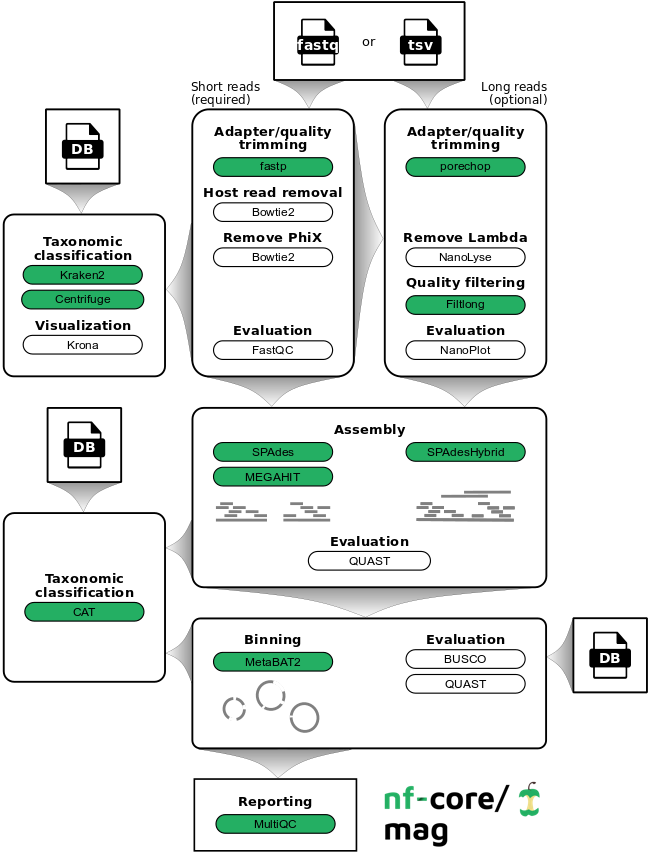 fastq
or
tsv
Short reads
(required)
Long reads
(optional)
DB
Adapter/quality
trimming
fastp
Host read removal
Bowtie2
Remove PhiX
Bowtie2
Evaluation
FastQC
Adapter/quality
trimming
porechop
Remove Lambda
NanoLyse
Quality filtering
Filtlong
Evaluation
NanoPlot
Taxonomic
classification
Kraken2
Centrifuge
Visualization
Krona
DB
Assembly
SPAdes
MEGAHIT
SPAdesHybrid
Evaluation
QUAST
Taxonomic
classification
CAT
Binning
MetaBAT2
Evaluation
BUSCO
QUAST
DB
Reporting
MultiQC
nf-core/
mag